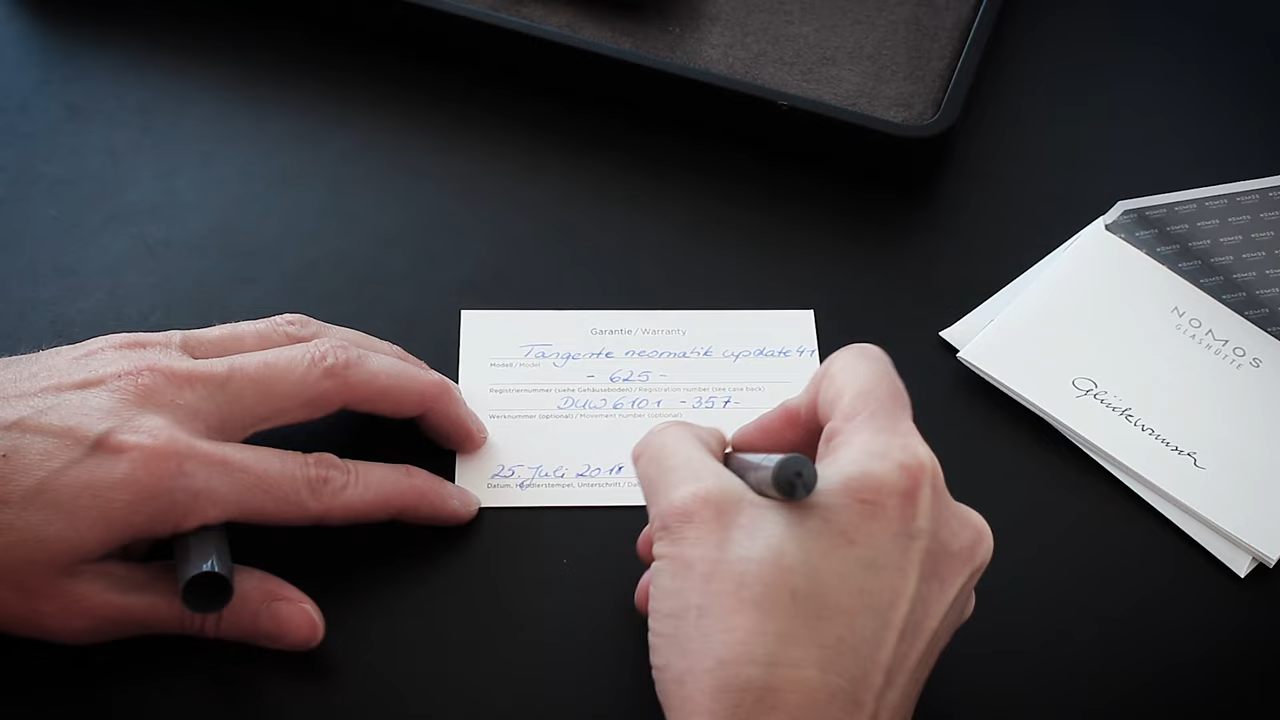 Garantie/Warranty
Tangente neomatik update 41
Modell/Model
- 625 -
Registriernummer (siehe Gehäuseboden)/Registration number (see case back)
DUW 6101 - 357-
Werknummer (optional)/Movement number (optional)
25. Juli 2018
Datum, Händlerstempel, Unterschrift/
NOMOS
GLASHÜTTE
Glückwunsch